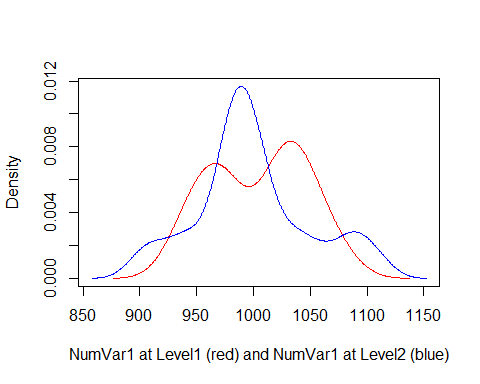 0.012
0.008
0.004
0.000
Density
850 900 950 1000 1050 1100 1150
NumVar1 at Level1 (red) and NumVar1 at Level2 (blue)